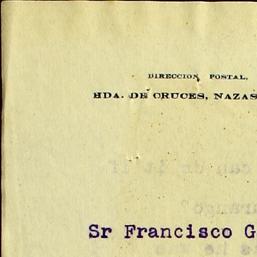 DIRECCION POSTAL,
HDA. DE CRUCES, NAZAS
Sr Francisco G